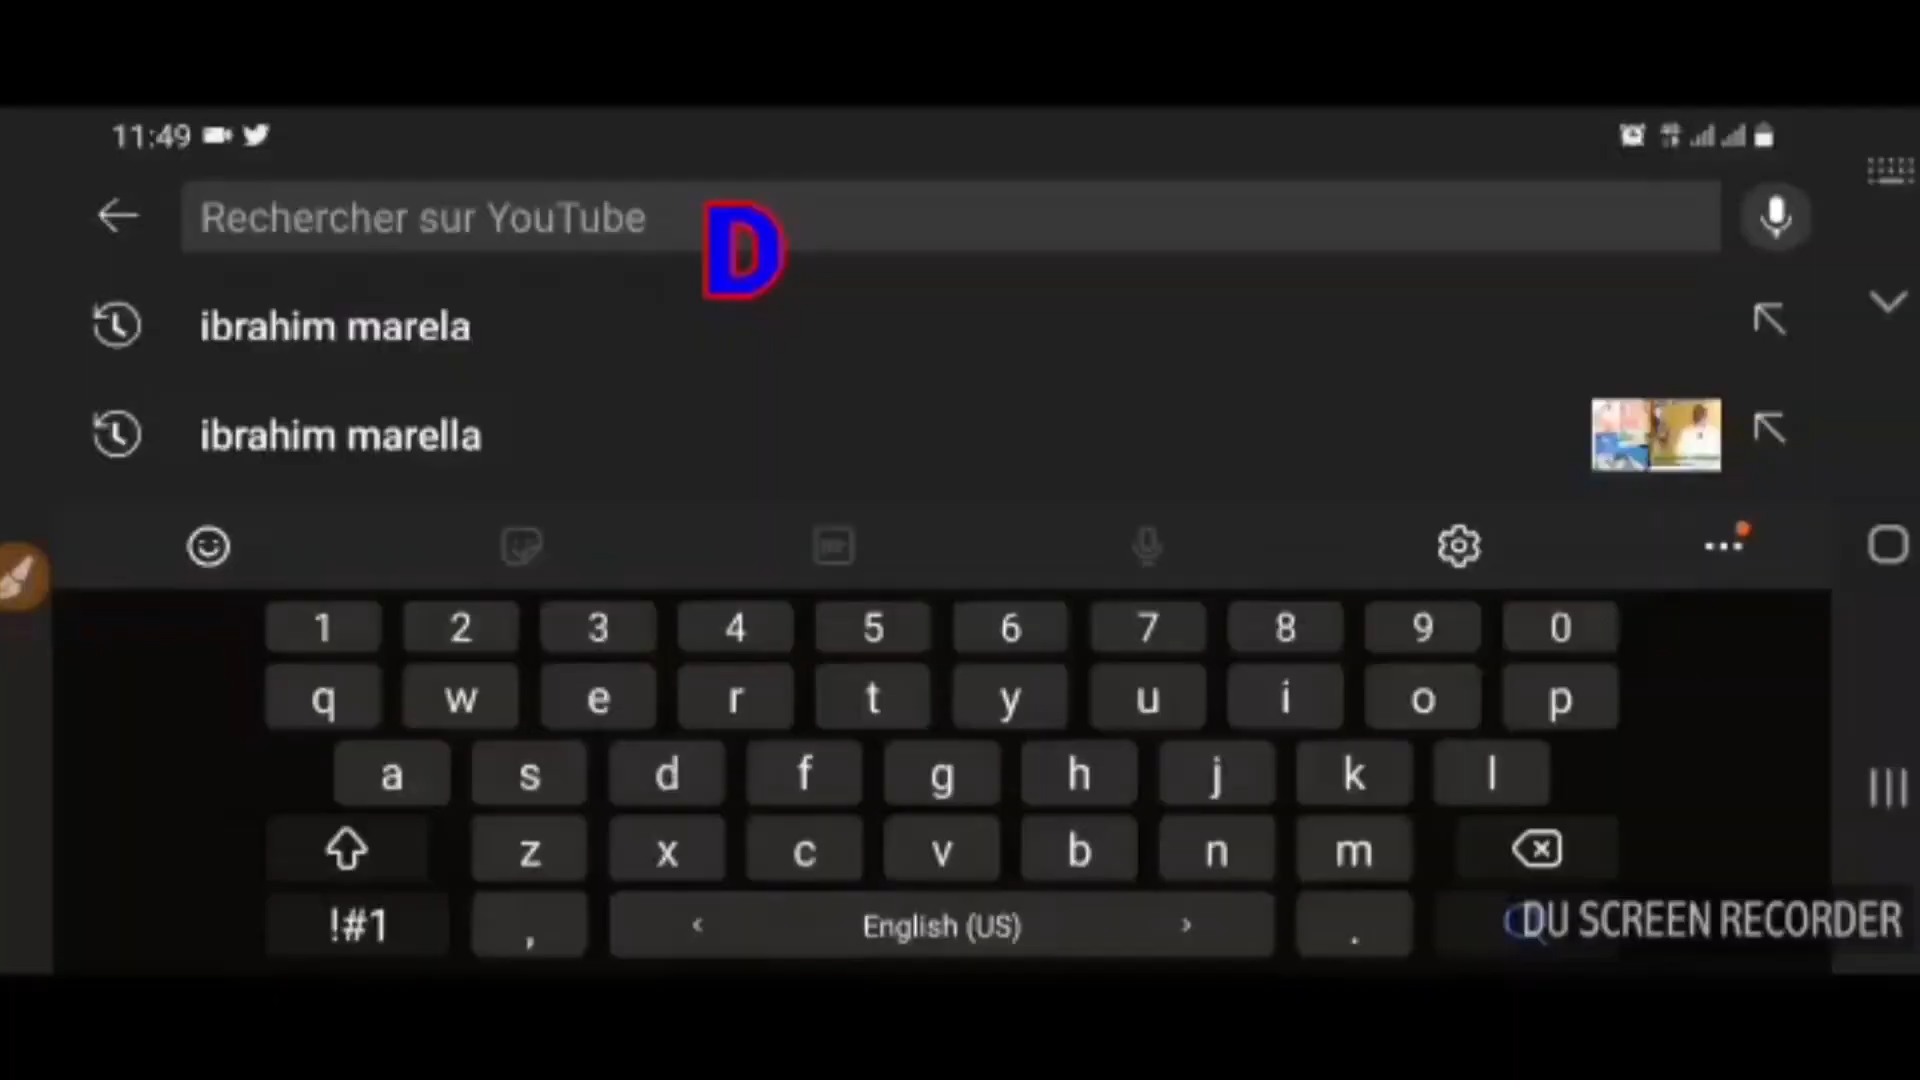 11:49
Rechercher sur YouTube
D
ibrahim marela
ibrahim marella
1 2 3 4 5 6 7 8 9 0
q w e r t y u i o p
a s d f g h j k l
z x c v b n m
!#1 , < English (US) > .
DU SCREEN RECORDER